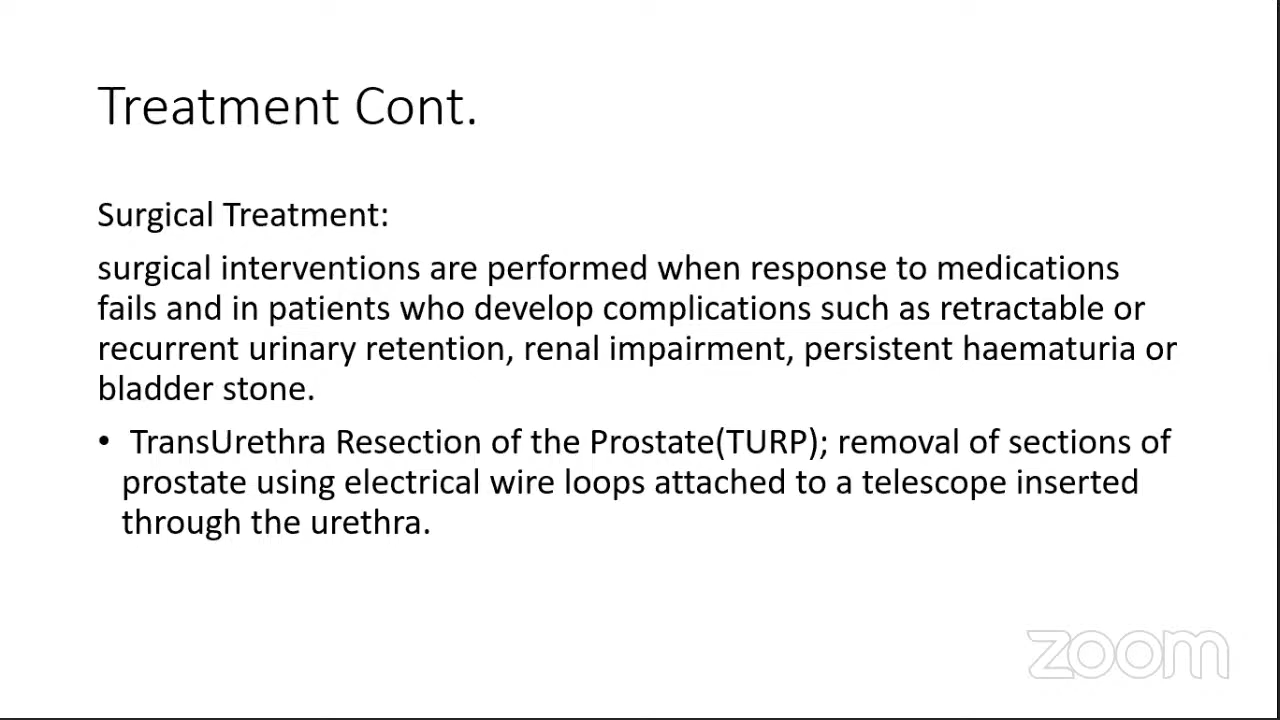 Treatment Cont.
Surgical Treatment:
surgical interventions are performed when response to medications
fails and in patients who develop complications such as retractable or
recurrent urinary retention, renal impairment, persistent haematuria or
bladder stone.
• TransUrethra Resection of the Prostate(TURP); removal of sections of
prostate using electrical wire loops attached to a telescope inserted
through the urethra.
zoom